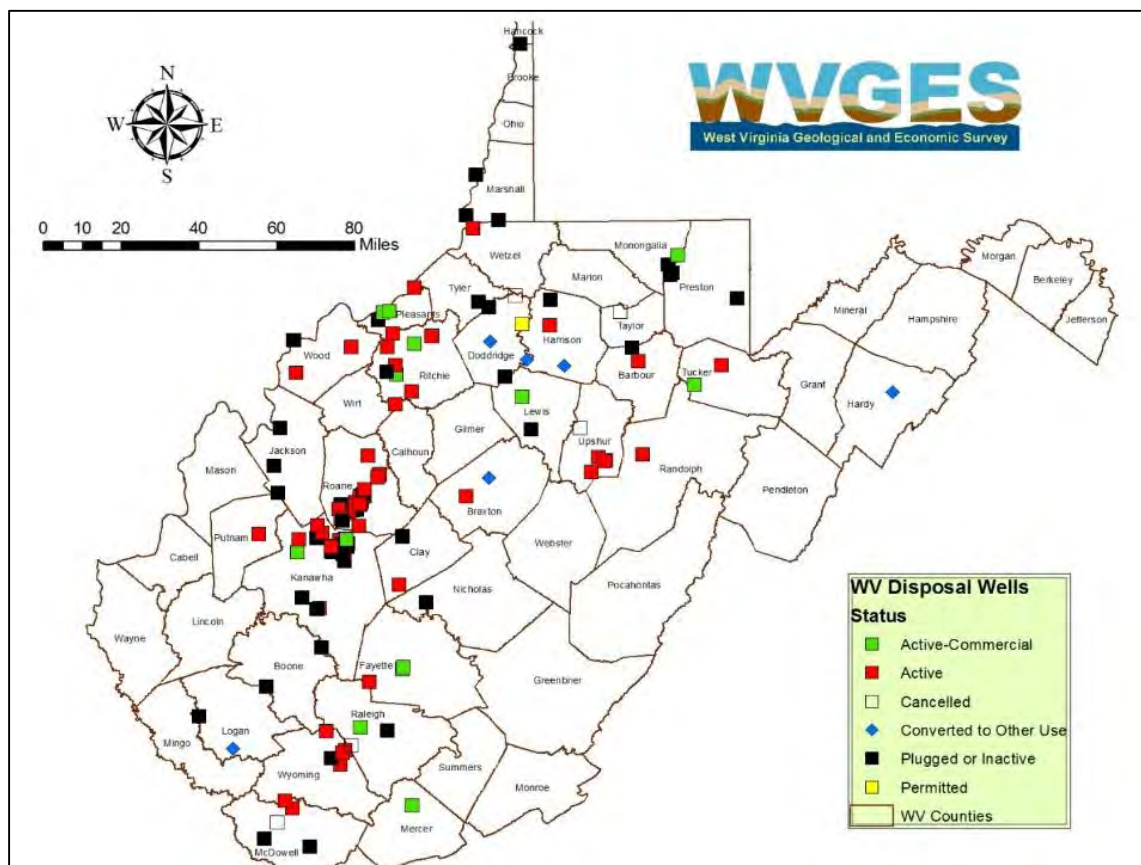 Hancock
Brooke
WVGES
West Virginia Geological and Economic Survey
N
W E
S
Ohio
Marshall
0 10 20 40 60 80
Miles
Wetzel
Monongalia
Marion
Preston
Morgan
Berkeley
Jefferson
Mineral
Hampshire
Tyler
Pleasants
Taylor
Harrison
Doddridge
Wood
Ritchie
Barbour
Tucker
Grant
Hardy
Wirt
Lewis
Gilmer
Upshur
Calhoun
Jackson
Mason
Roane
Randolph
Pendleton
Braxton
Putnam
Cabell
Clay
Webster
Kanawha
Nicholas
Pocahontas
Lincoln
Wayne
Boone
Fayette
Greenbrier
Logan
Raleigh
Mingo
Summers
Wyoming
Monroe
Mercer
McDowell
WV Disposal Wells
Status
Active-Commercial
Active
Cancelled
Converted to Other Use
Plugged or Inactive
Permitted
WV Counties